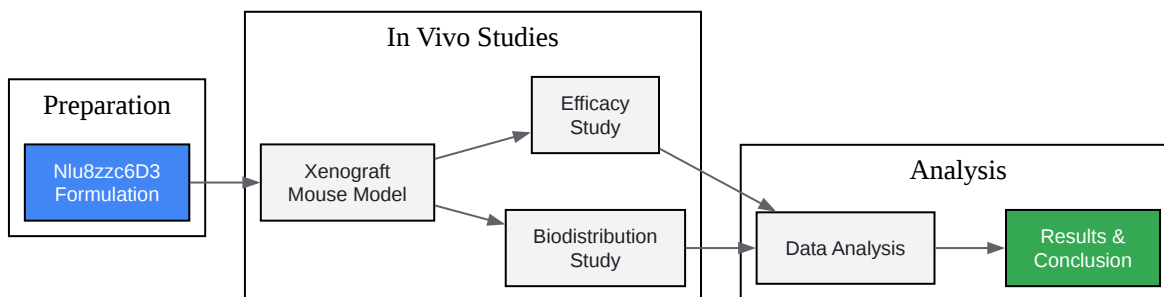 Preparation
Nlu8zzc6D3
Formulation
In Vivo Studies
Xenograft
Mouse Model
Efficacy
Study
Biodistribution
Study
Analysis
Data Analysis
Results &
Conclusion